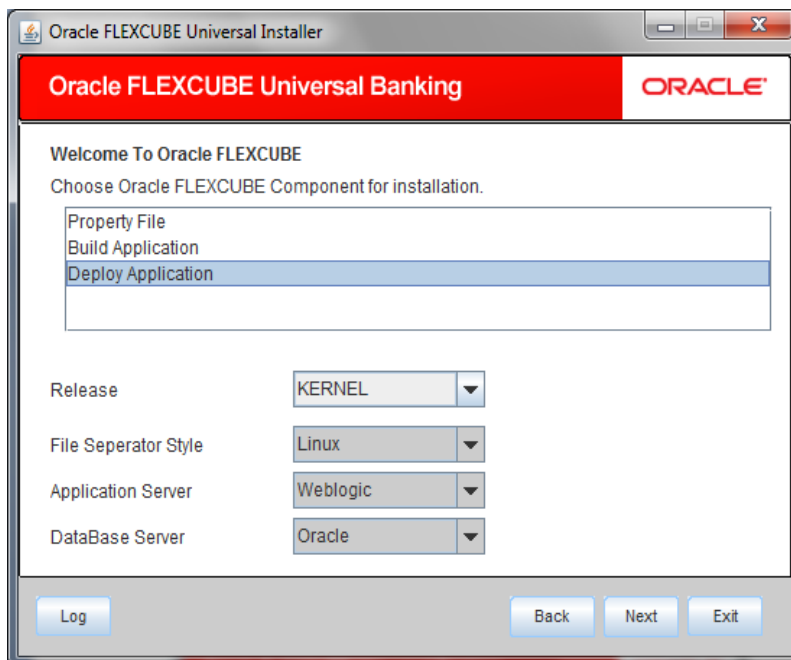 Oracle FLEXCUBE Universal Installer
Oracle FLEXCUBE Universal Banking
ORACLE
Welcome To Oracle FLEXCUBE
Choose Oracle FLEXCUBE Component for installation.
Property File
Build Application
Deploy Application
Release KERNEL
File Seperator Style Linux
Application Server Weblogic
DataBase Server Oracle
Log Back Next Exit